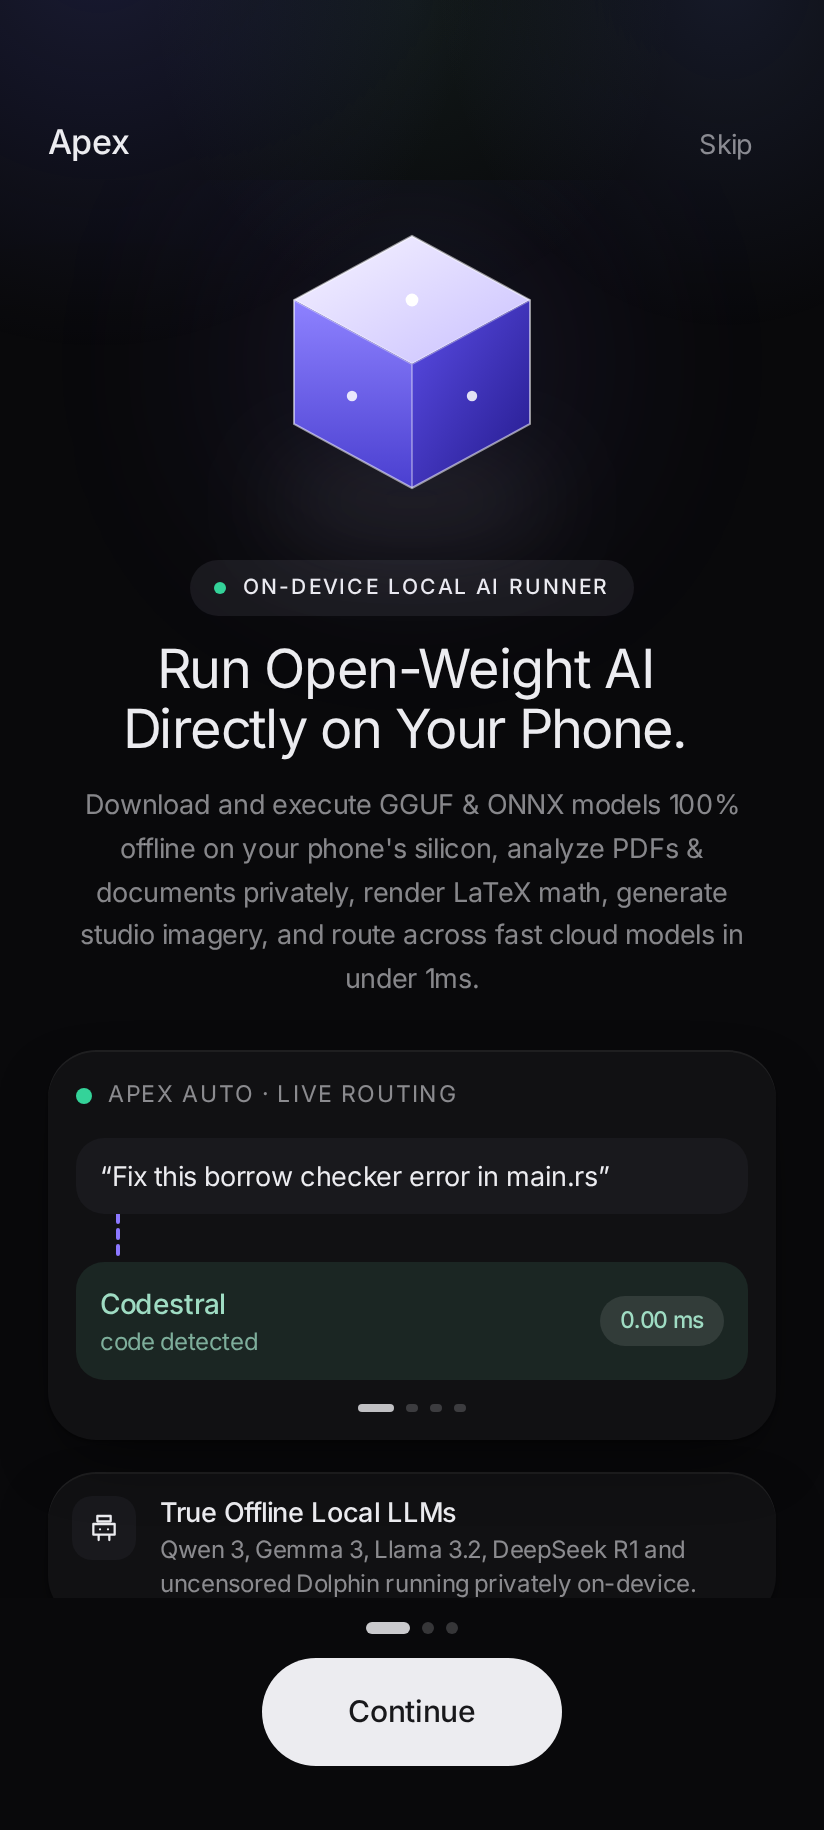 Apex
Skip
ON-DEVICE LOCAL AI RUNNER
Run Open-Weight AI
Directly on Your Phone.
Download and execute GGUF & ONNX models 100%
offline on your phone's silicon, analyze PDFs &
documents privately, render LaTeX math, generate
studio imagery, and route across fast cloud models in
under 1ms.
APEX AUTO · LIVE ROUTING
“Fix this borrow checker error in main.rs”
Codestral
code detected
0.00 ms
True Offline Local LLMs
Qwen 3, Gemma 3, Llama 3.2, DeepSeek R1 and
uncensored Dolphin running privately on-device.
Continue